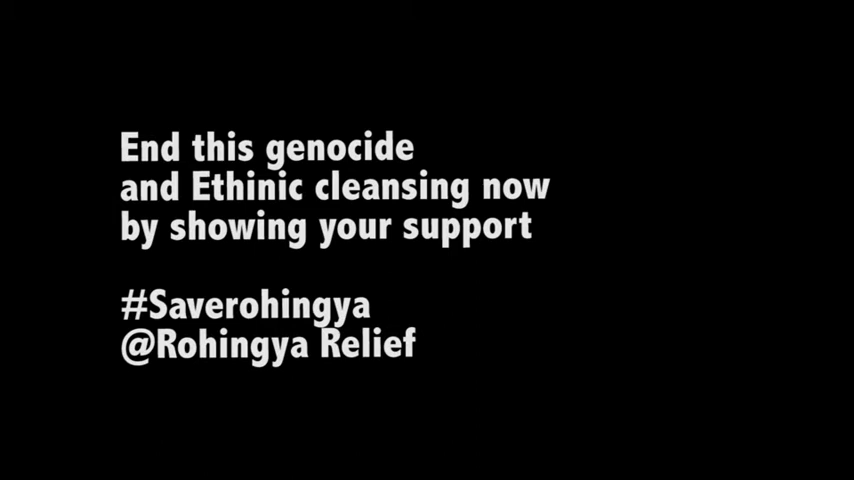 End this genocide
and Ethinic cleansing now
by showing your support
#Saverohingya
@Rohingya Relief